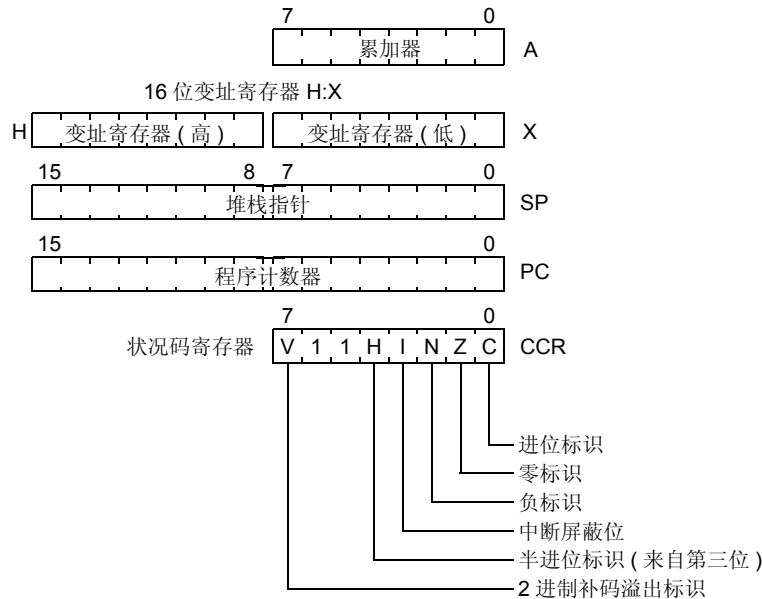 7 0
累加器 A
16 位变址寄存器 H:X
H 变址寄存器 ( 高 ) 变址寄存器 ( 低 ) X
15 8 7 0
堆栈指针 SP
15 0
程序计数器 PC
7 0
状况码寄存器 V 1 1 H I N Z C CCR
进位标识
零标识
负标识
中断屏蔽位
半进位标识 ( 来自第三位 )
2 进制补码溢出标识